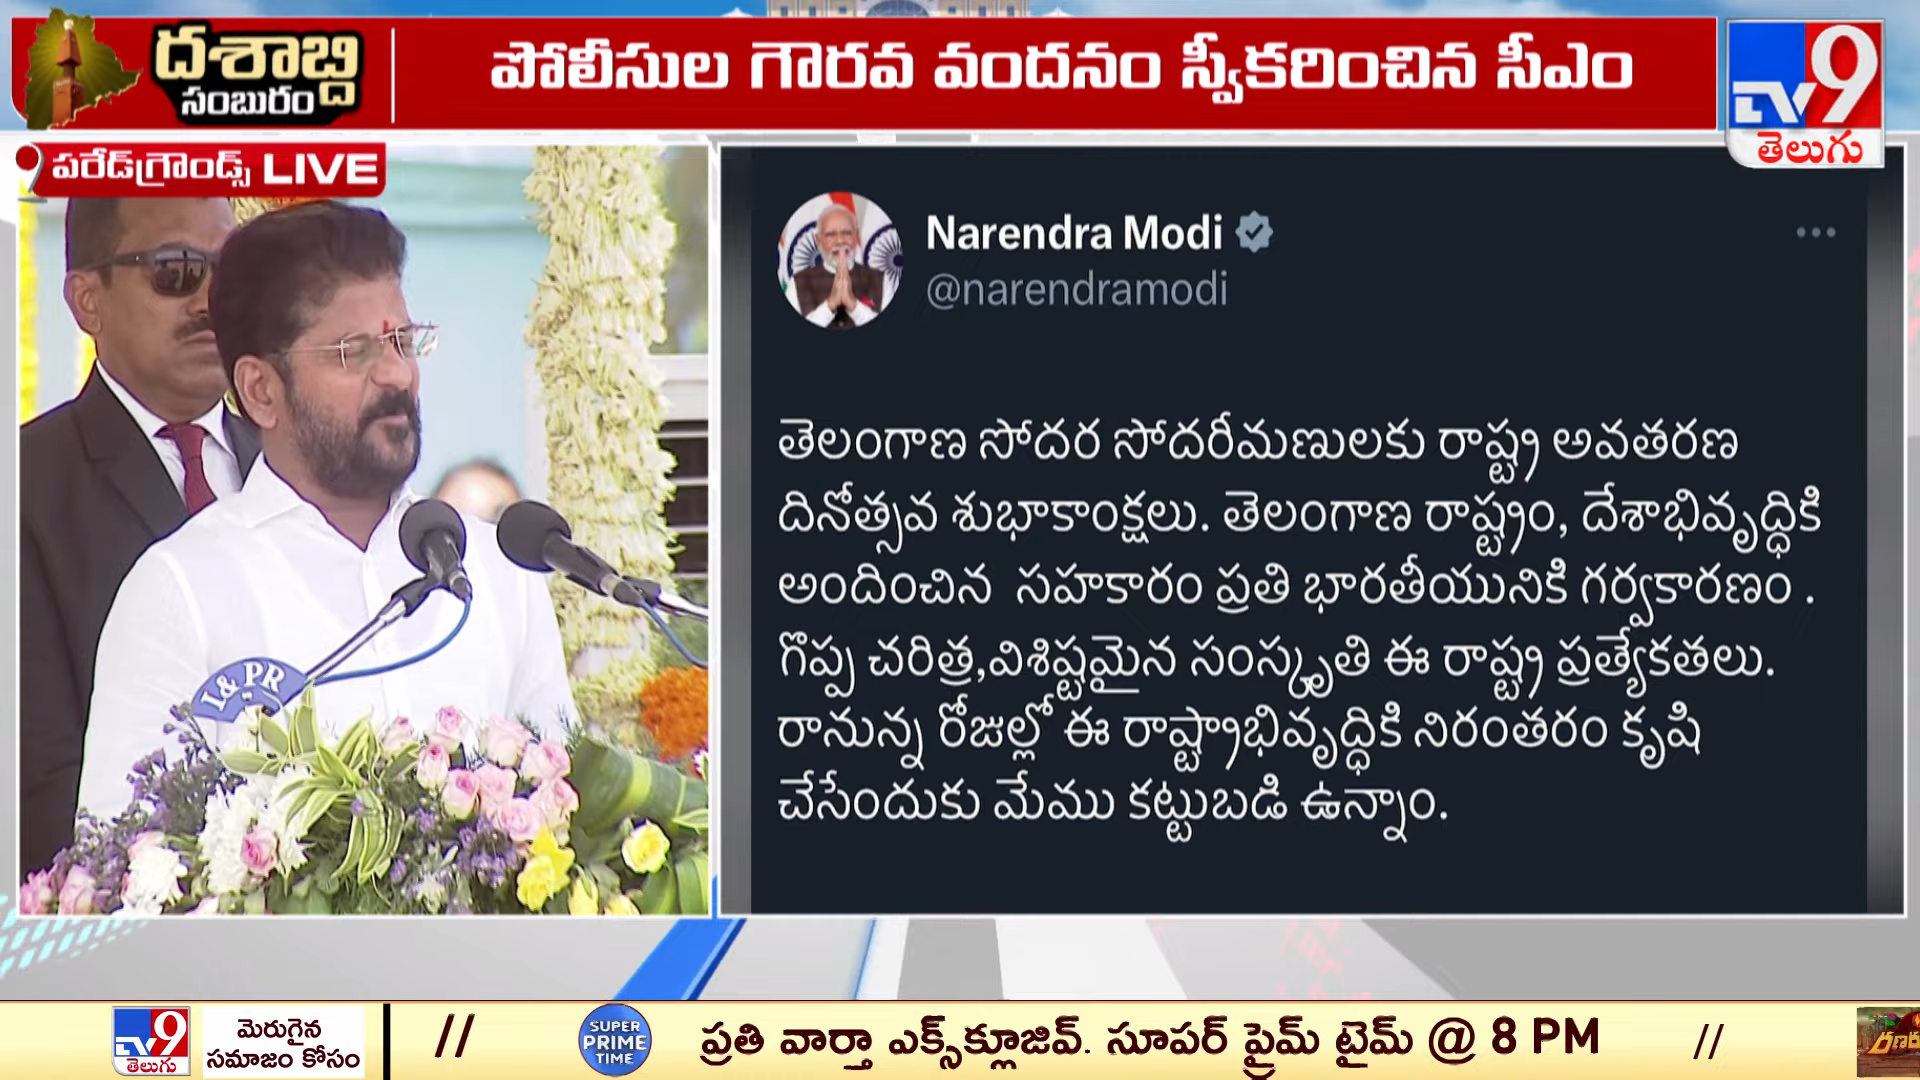 దశాబ్ది
సంబురం
పోలీసుల గౌరవ వందనం స్వీకరించిన సీఎం
TV9
తెలుగు
పరేడ్‌గ్రౌండ్స్ LIVE
I & PR
Narendra Modi
@narendramodi
తెలంగాణ సోదర సోదరీమణులకు రాష్ట్ర అవతరణ
దినోత్సవ శుభాకాంక్షలు. తెలంగాణ రాష్ట్రం, దేశాభివృద్ధికి
అందించిన  సహకారం ప్రతి భారతీయునికి గర్వకారణం .
గొప్ప చరిత్ర,విశిష్టమైన సంస్కృతి ఈ రాష్ట్ర ప్రత్యేకతలు.
రానున్న రోజుల్లో ఈ రాష్ట్రాభివృద్ధికి నిరంతరం కృషి
చేసేందుకు మేము కట్టుబడి ఉన్నాం.
TV9
తెలుగు
మెరుగైన
సమాజం కోసం
//
SUPER
PRIME
TIME
ప్రతి వార్తా ఎక్స్‌క్లూజివ్. సూపర్ ప్రైమ్ టైమ్ @ 8 PM
//